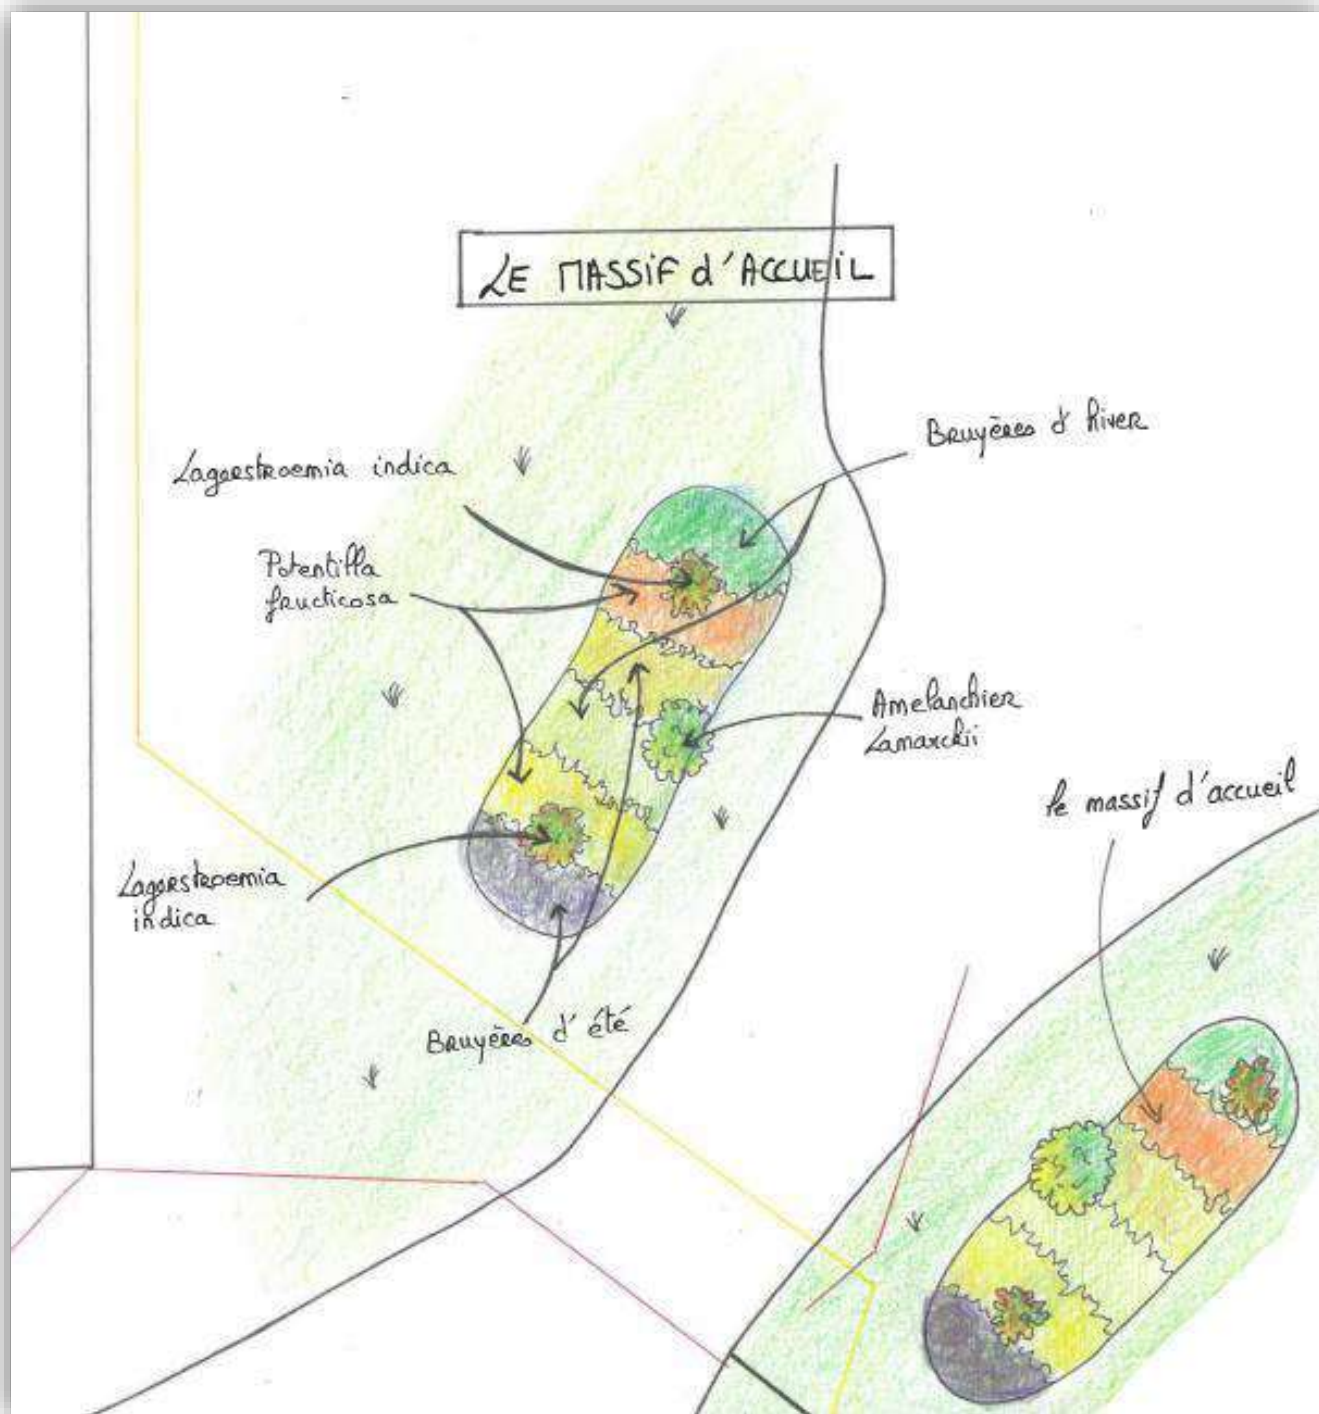 LE MASSIF d'ACCUEIL
Bruyères d'hiver
Lagerstroemia indica
Potentilla
fructicosa
Amelanchier
Lamarckii
le massif d'accueil
Lagerstroemia
indica
Bruyères d'été